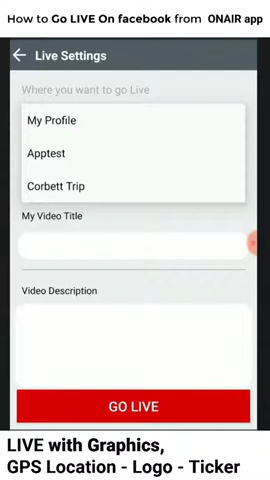 How to Go LIVE On facebook from ONAIR app
Live Settings
Where you want to go Live
My Profile
Apptest
Corbett Trip
My Video Title
Video Description
GO LIVE
LIVE with Graphics,
GPS Location - Logo - Ticker